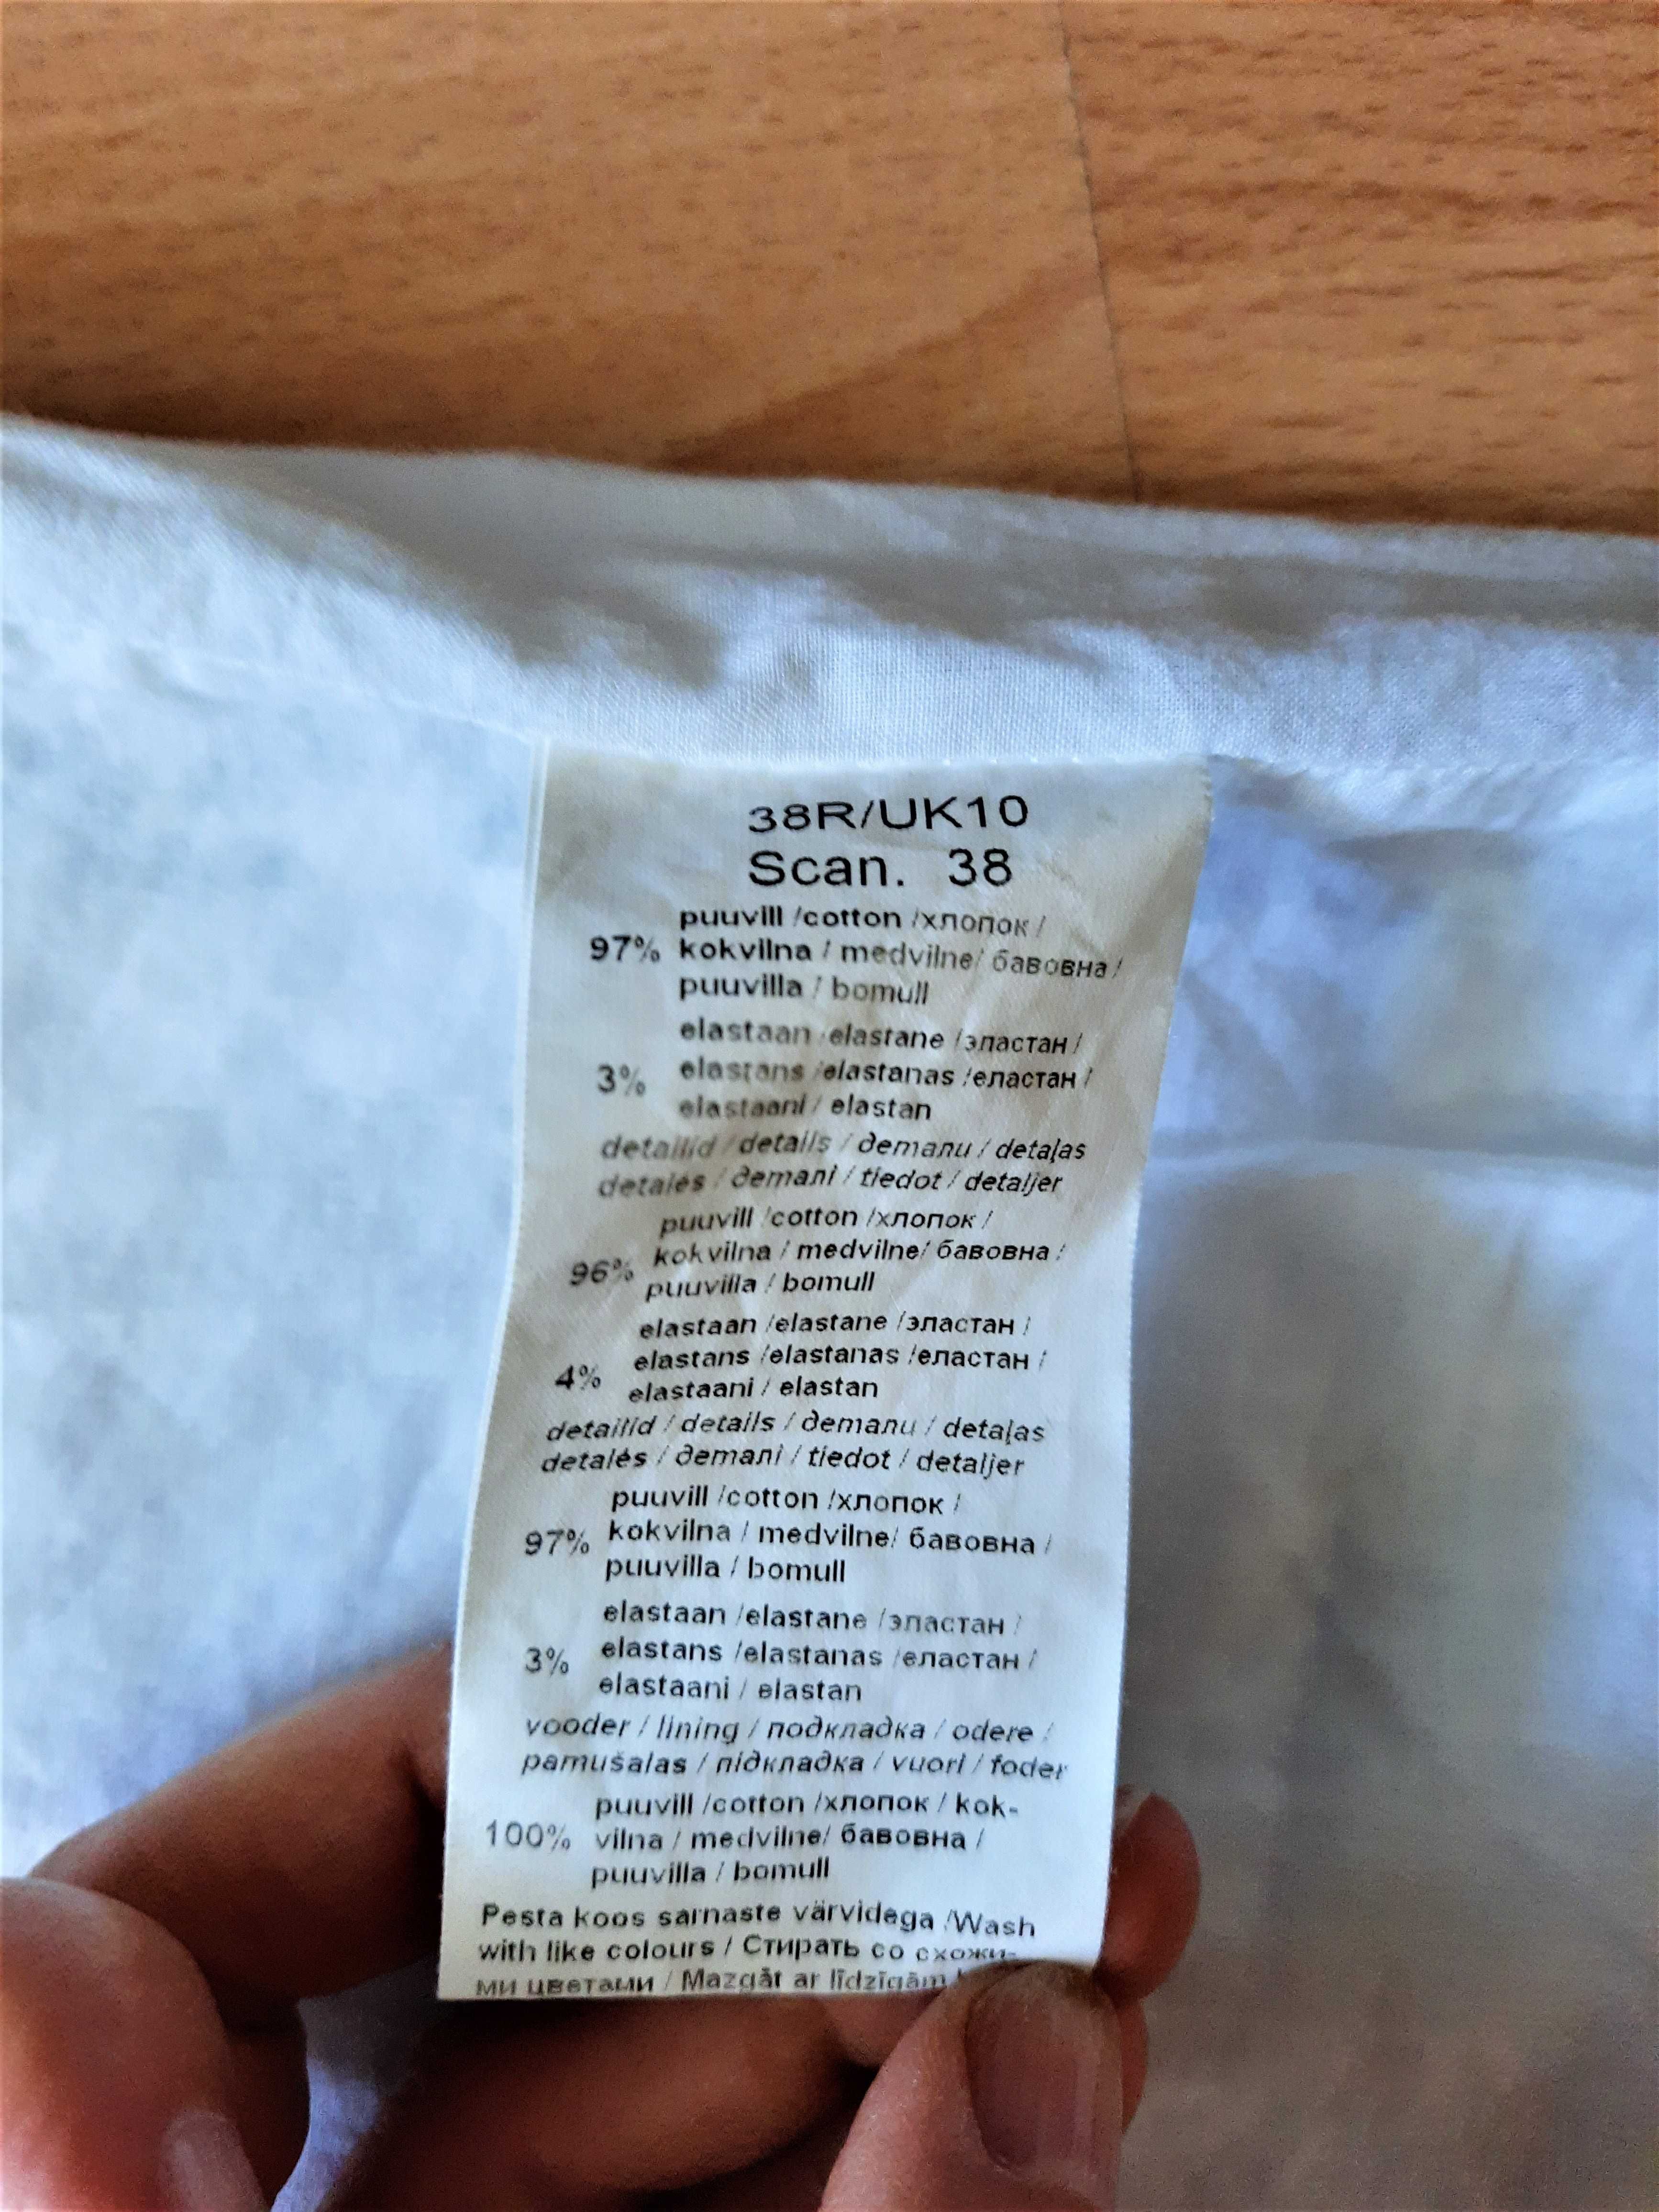 38R/UK10
Scan. 38
puuvill /cotton /хлопок /
97% kokvilna / medvilne/ бавовна /
puuvilla / bomull
elastaan /elastane /эластан /
3% elastans /elastanas /еластан /
elastaani / elastan
detailid / details / детали / detaļas
detalės / деталі / tiedot / detaljer
puuvill /cotton /хлопок /
96% kokvilna / medvilne/ бавовна /
puuvilla / bomull
elastaan /elastane /эластан /
4% elastans /elastanas /еластан /
elastaani / elastan
detailid / details / детали / detaļas
detalės / деталі / tiedot / detaljer
puuvill /cotton /хлопок /
97% kokvilna / medvilne/ бавовна /
puuvilla / bomull
elastaan /elastane /эластан /
3% elastans /elastanas /еластан /
elastaani / elastan
vooder / lining / подкладка / odere /
pamušalas / підкладка / vuori / foder
puuvill /cotton /хлопок / kok-
100% vilna / medvilne/ бавовна /
puuvilla / bomull
Pesta koos sarnaste värvidega /Wash
with like colours / Стирать со схожи-
ми цветами / Mazgāt ar līdzīgām